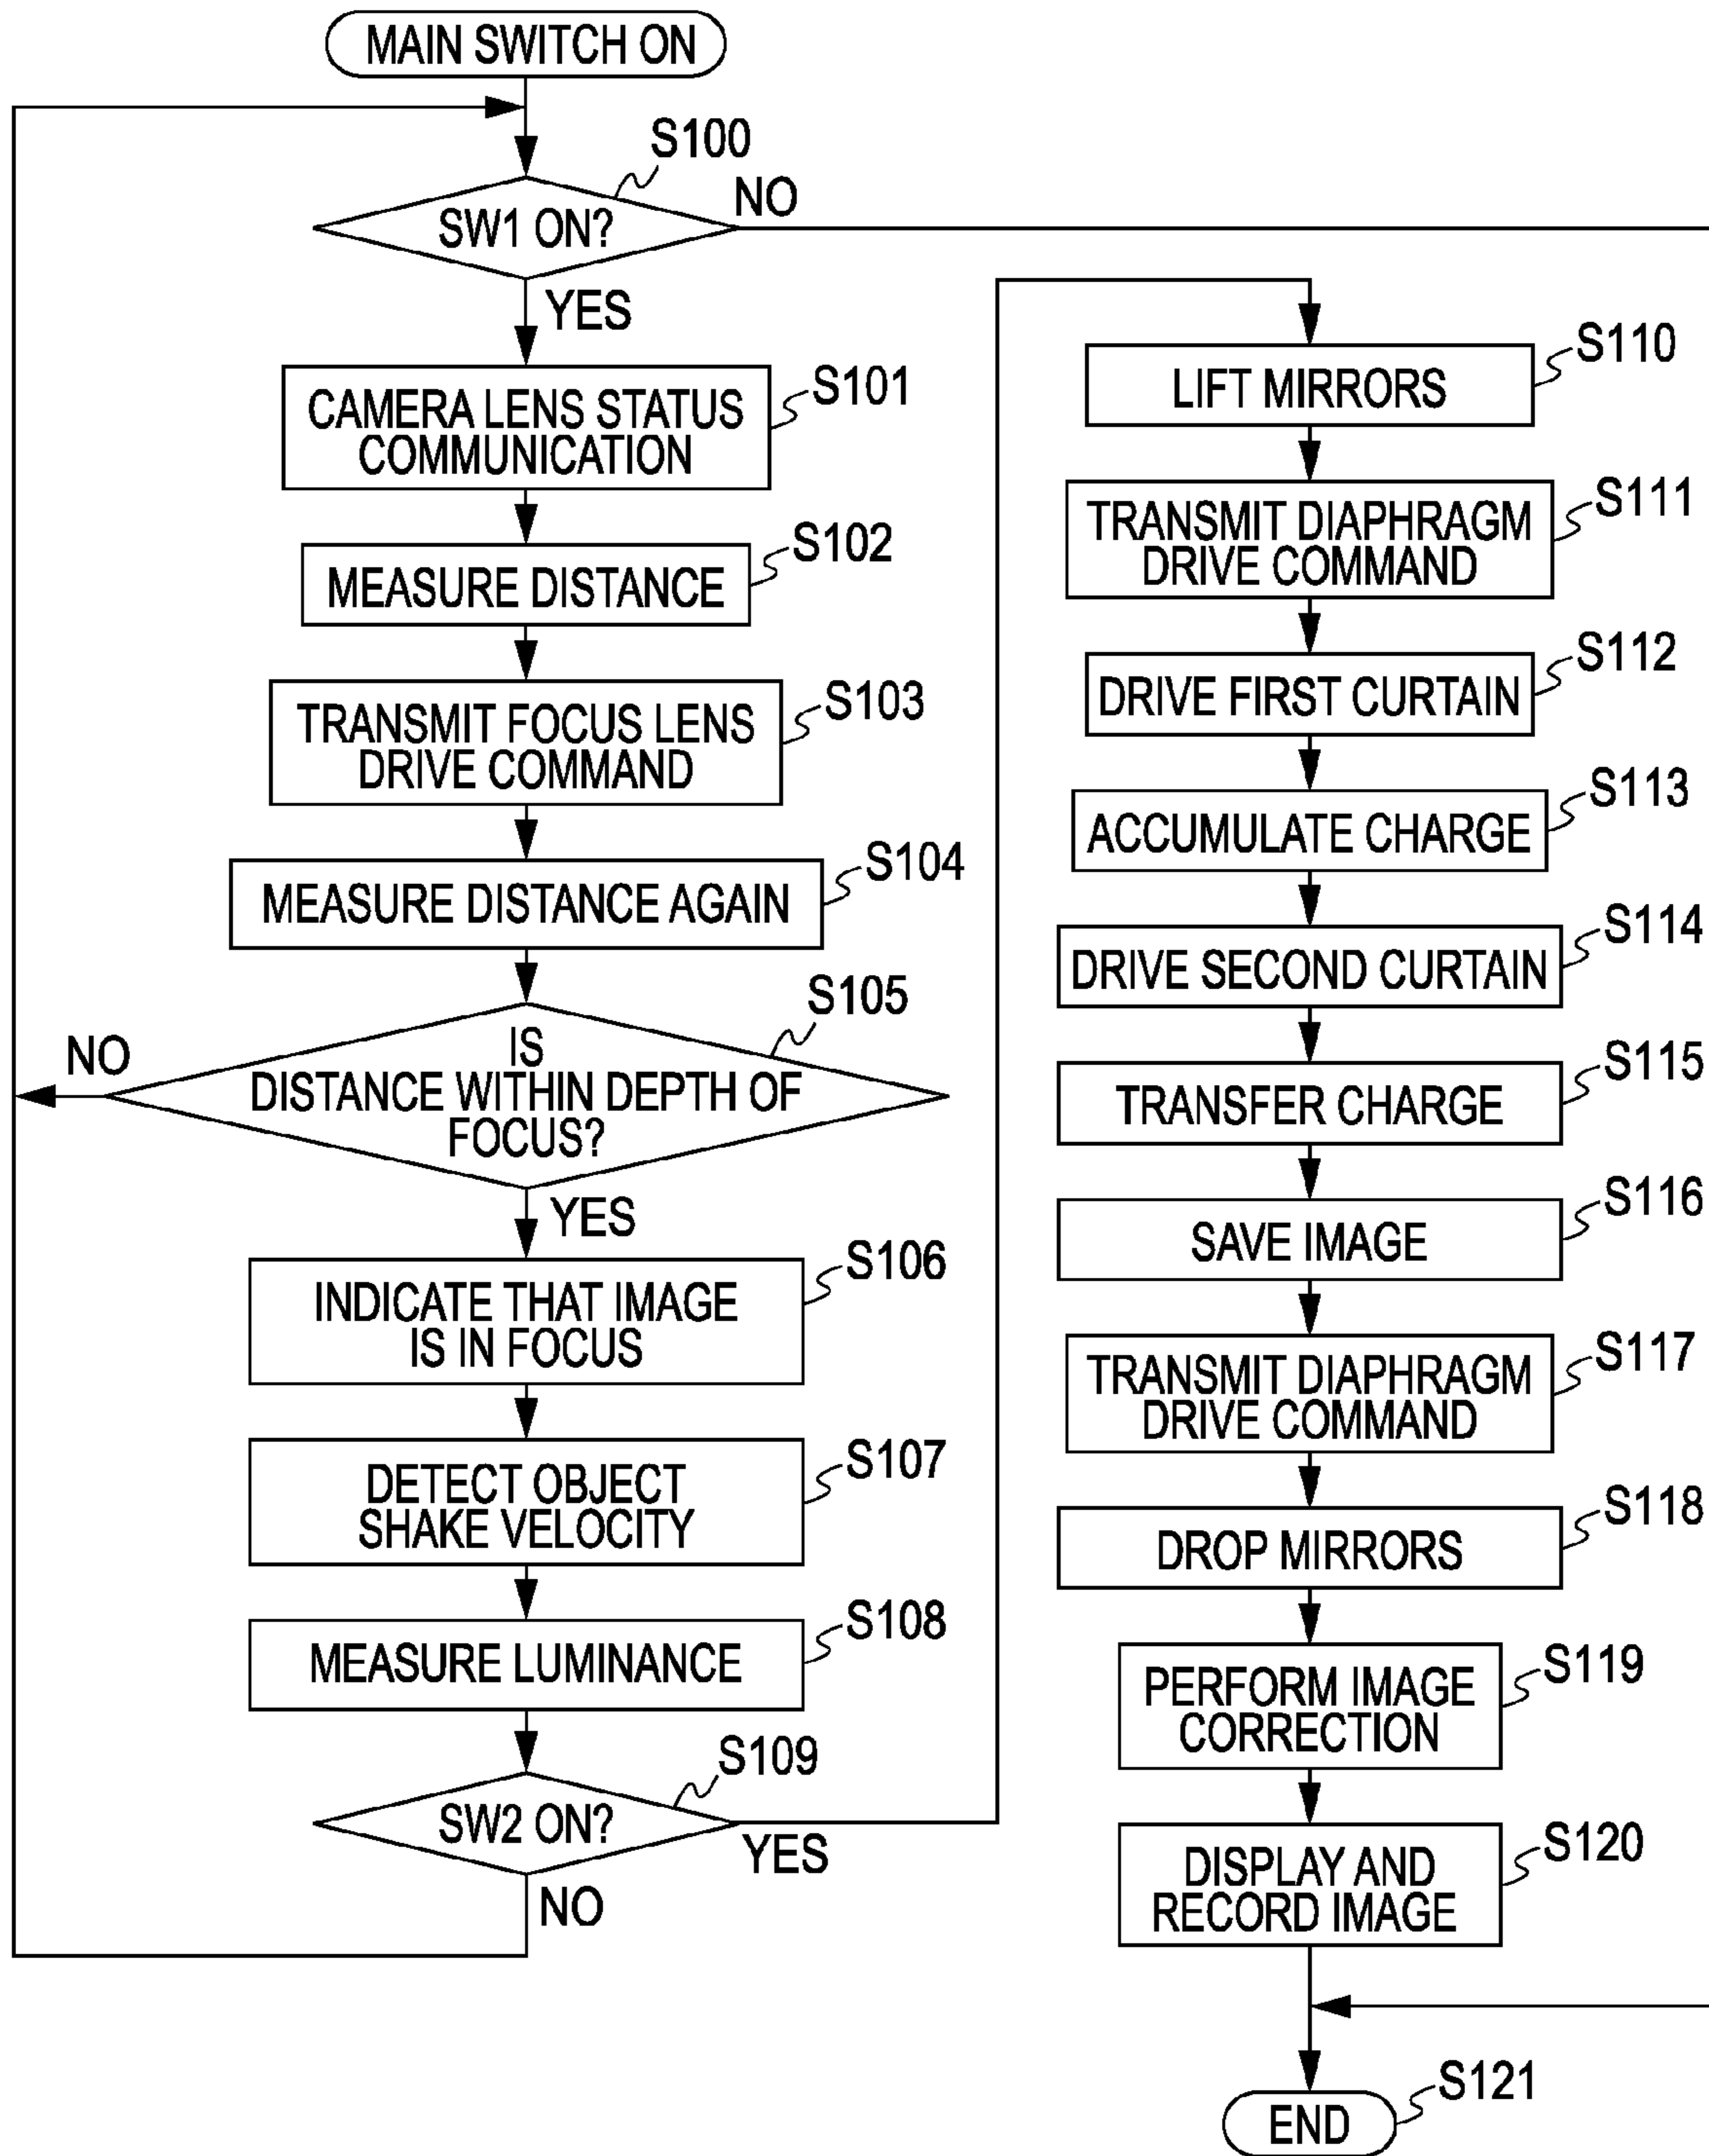 MAIN SWITCH ON
S100
SW1 ON?
NO
YES
CAMERA LENS STATUS
COMMUNICATION
S101
MEASURE DISTANCE
S102
TRANSMIT FOCUS LENS
DRIVE COMMAND
S103
MEASURE DISTANCE AGAIN
S104
S105
IS
DISTANCE WITHIN DEPTH OF
FOCUS?
NO
YES
INDICATE THAT IMAGE
IS IN FOCUS
S106
DETECT OBJECT
SHAKE VELOCITY
S107
MEASURE LUMINANCE
S108
S109
SW2 ON?
YES
NO
LIFT MIRRORS
S110
TRANSMIT DIAPHRAGM
DRIVE COMMAND
S111
DRIVE FIRST CURTAIN
S112
ACCUMULATE CHARGE
S113
DRIVE SECOND CURTAIN
S114
TRANSFER CHARGE
S115
SAVE IMAGE
S116
TRANSMIT DIAPHRAGM
DRIVE COMMAND
S117
DROP MIRRORS
S118
PERFORM IMAGE
CORRECTION
S119
DISPLAY AND
RECORD IMAGE
S120
END
S121